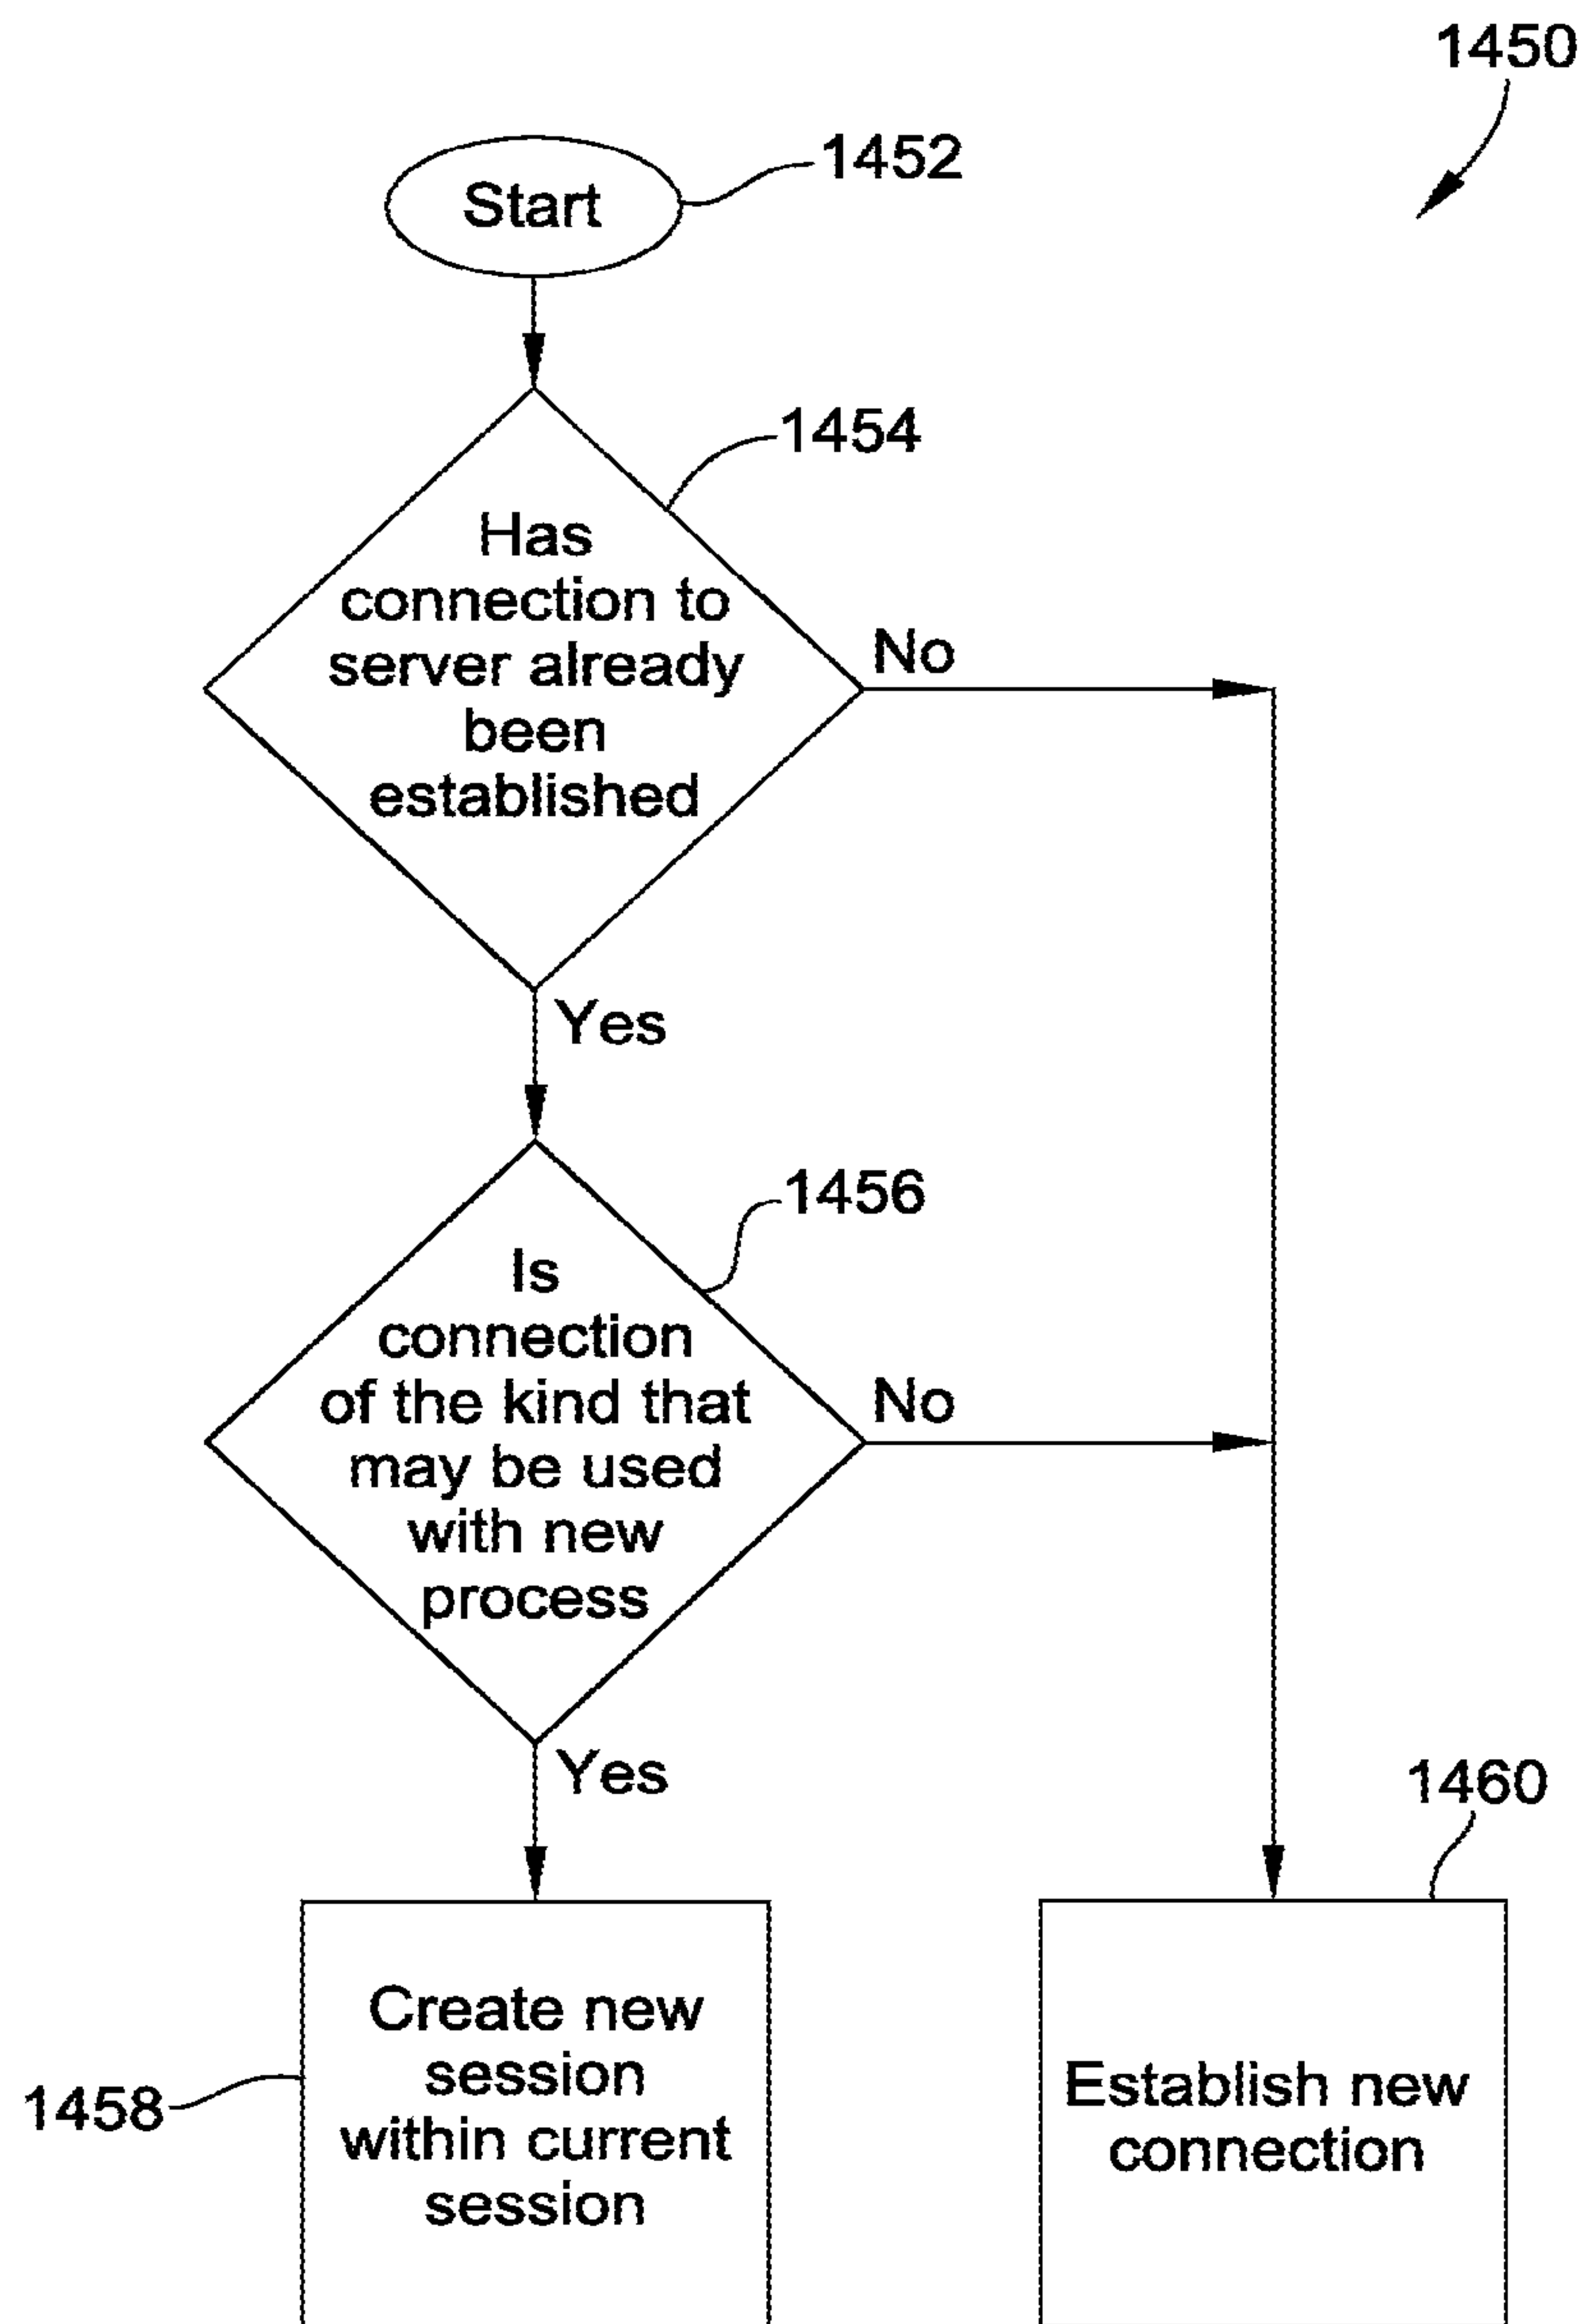 1450
Start
1452
1454
Has
connection to
server already
been
established
No
Yes
1456
Is
connection
of the kind that
may be used
with new
process
No
Yes
1460
Create new
session
within current
session
1458
Establish new
connection